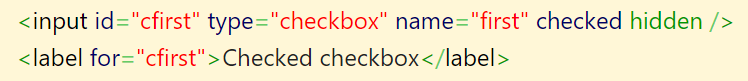 <input id="cfirst" type="checkbox" name="first" checked hidden />
<label for="cfirst">Checked checkbox</label>